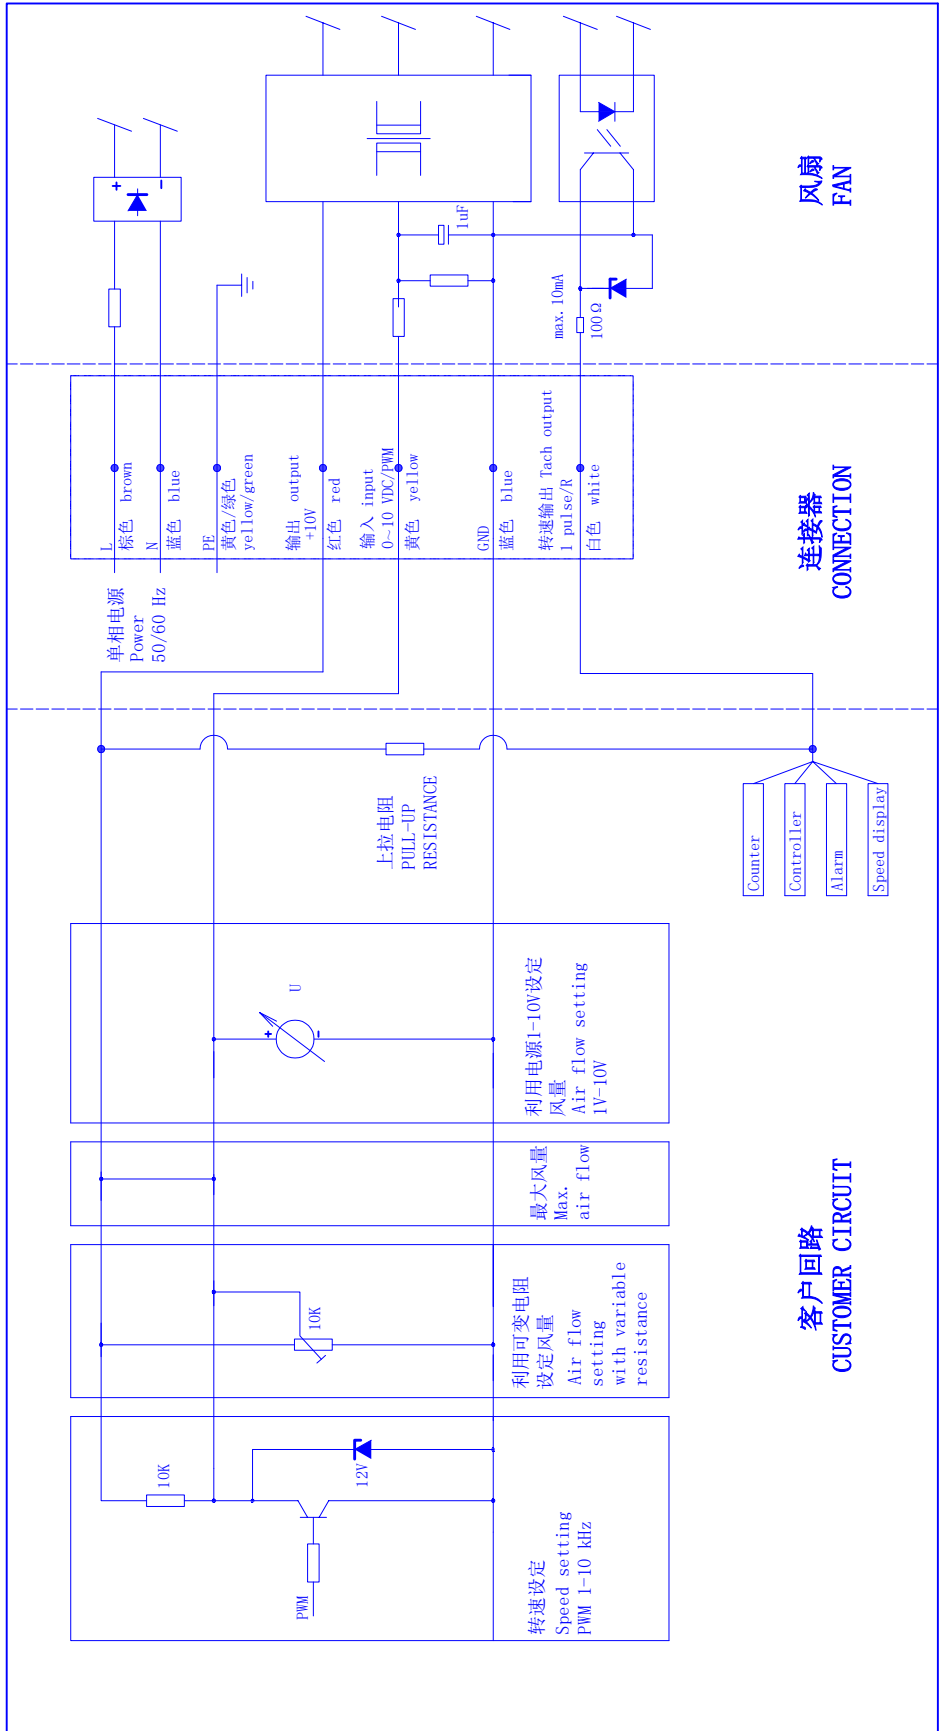 转速设定
Speed setting
PWM 1-10 kHz
PWM
10K
12V
利用可变电阻
设定风量
Air flow
setting
with variable
resistance
10K
最大风量
Max.
air flow
利用电源1-10V设定
风量
Air flow setting
1V-10V
U
+
-
上拉电阻
PULL-UP
RESISTANCE
Counter
Controller
Alarm
Speed display
客户回路
CUSTOMER CIRCUIT
单相电源
Power
50/60 Hz
L
棕色 brown
N
蓝色 blue
PE
黄色/绿色
yellow/green
输出 output
+10V
红色 red
输入 input
0~10 VDC/PWM
黄色 yellow
GND
蓝色 blue
转速输出 Tach output
1 pulse/R
白色 white
连接器
CONNECTION
+
-
1uF
max. 10mA
100Ω
风扇
FAN